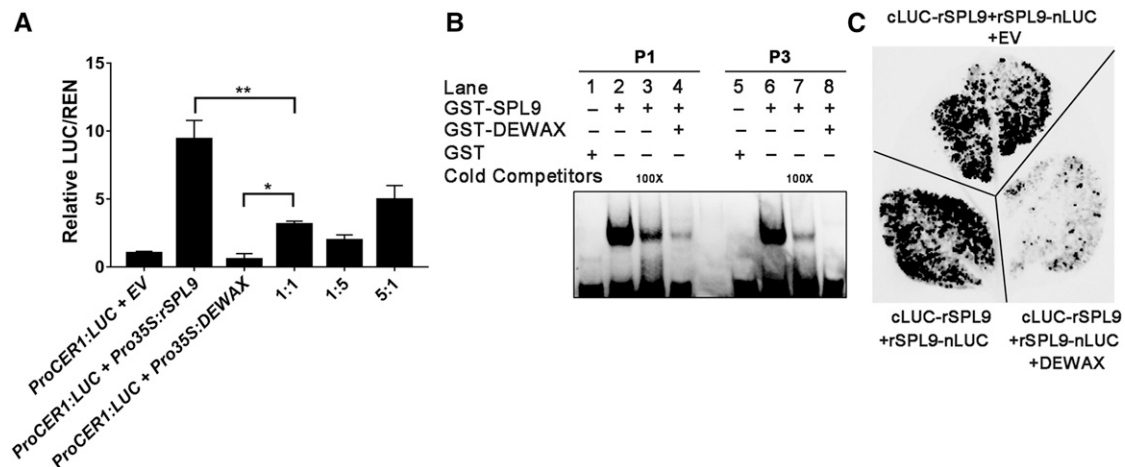 A
Relative LUC/REN
15
10
5
0
**
*
ProCER1:LUC + EV
ProCER1:LUC + Pro35S:rSPL9
ProCER1:LUC + Pro35S:DEWAX
1:1
1:5
5:1
B
P1 P3
Lane 1 2 3 4 5 6 7 8
GST-SPL9 – + + + – + + +
GST-DEWAX – – – + – – – +
GST + – – – + – – –
Cold Competitors 100X 100X
C
cLUC-rSPL9+rSPL9-nLUC
+EV
cLUC-rSPL9
+rSPL9-nLUC
cLUC-rSPL9
+rSPL9-nLUC
+DEWAX